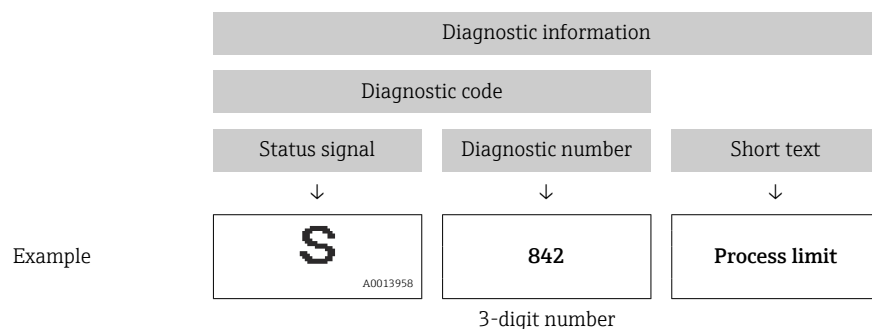 Diagnostic information
Diagnostic code
Status signal Diagnostic number Short text
↓ ↓ ↓
Example S 842 Process limit
A0013958
3-digit number